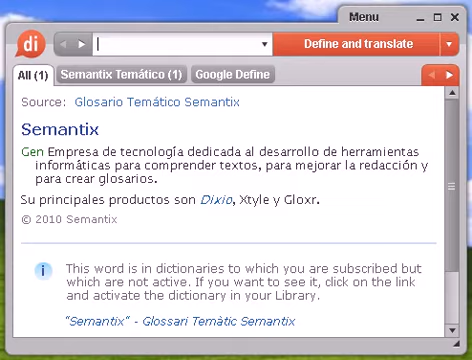 Menu
di
Define and translate
All (1)
Semantix Temático (1)
Google Define
Source: Glosario Temático Semantix
Semantix
Gen Empresa de tecnología dedicada al desarrollo de herramientas
informáticas para comprender textos, para mejorar la redacción y
para crear glosarios.
Su principales productos son Dixio, Xtyle y Gloxr.
© 2010 Semantix
This word is in dictionaries to which you are subscribed but
which are not active. If you want to see it, click on the link
and activate the dictionary in your Library.
"Semantix" - Glossari Temàtic Semantix